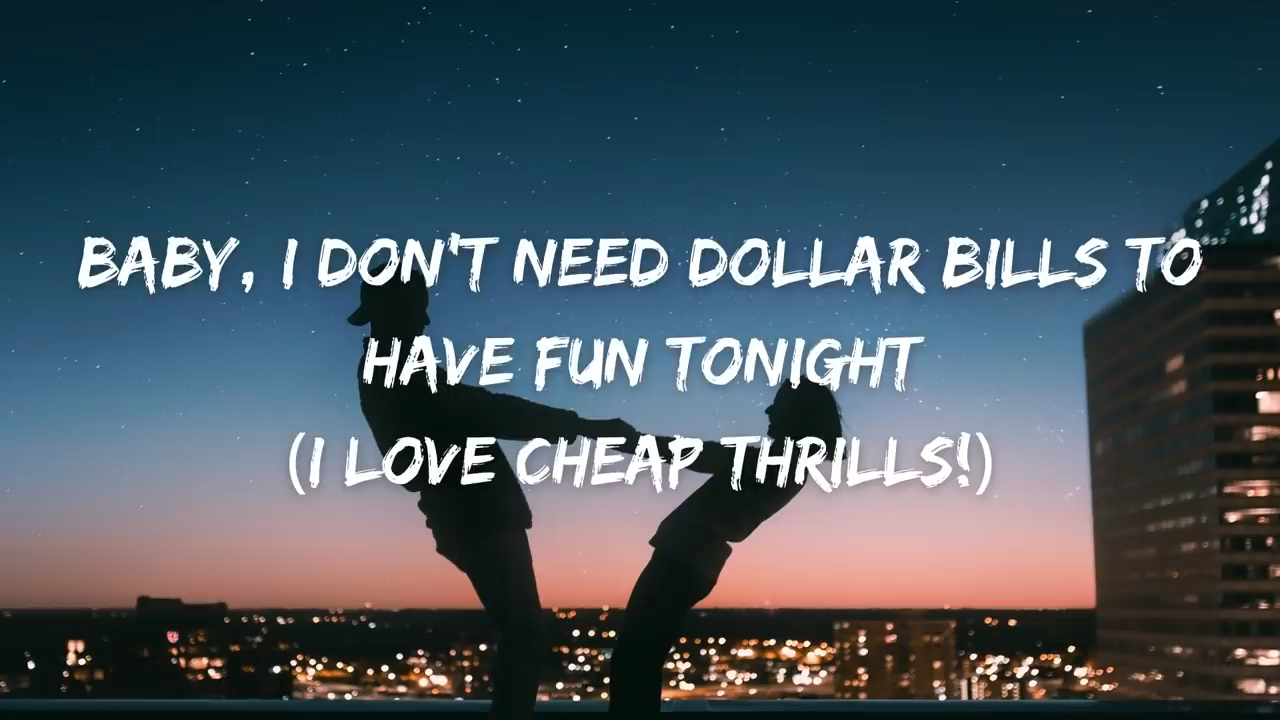 BABY, I DON'T NEED DOLLAR BILLS TO
HAVE FUN TONIGHT
(I LOVE CHEAP THRILLS!)